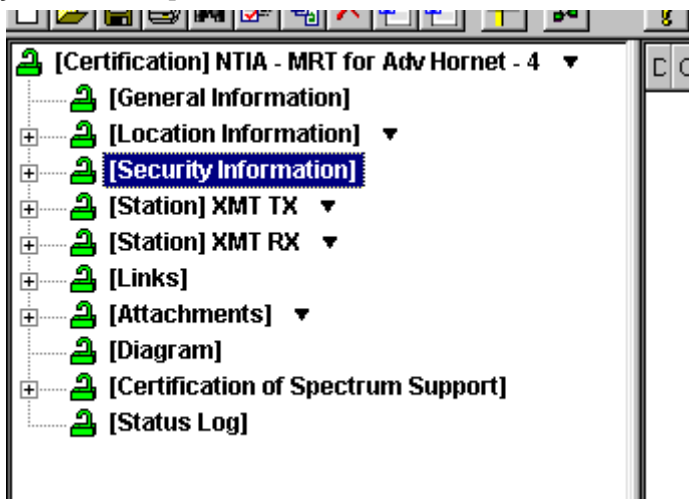 [Certification] NTIA - MRT for Adv Hornet - 4
[General Information]
[Location Information]
[Security Information]
[Station] XMT TX
[Station] XMT RX
[Links]
[Attachments]
[Diagram]
[Certification of Spectrum Support]
[Status Log]